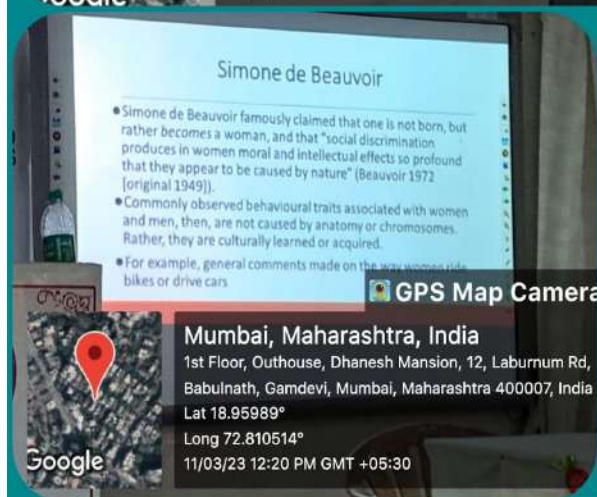 Google
Simone de Beauvoir
•Simone de Beauvoir famously claimed that one is not born, but
rather becomes a woman, and that "social discrimination
produces in women moral and intellectual effects so profound
that they appear to be caused by nature" (Beauvoir 1972
[original 1949]).
•Commonly observed behavioural traits associated with women
and men, then, are not caused by anatomy or chromosomes.
Rather, they are culturally learned or acquired.
•For example, general comments made on the way women ride
bikes or drive cars
GPS Map Camera
Mumbai, Maharashtra, India
1st Floor, Outhouse, Dhanesh Mansion, 12, Laburnum Rd,
Babulnath, Gamdevi, Mumbai, Maharashtra 400007, India
Lat 18.95989°
Long 72.810514°
11/03/23 12:20 PM GMT +05:30
Google